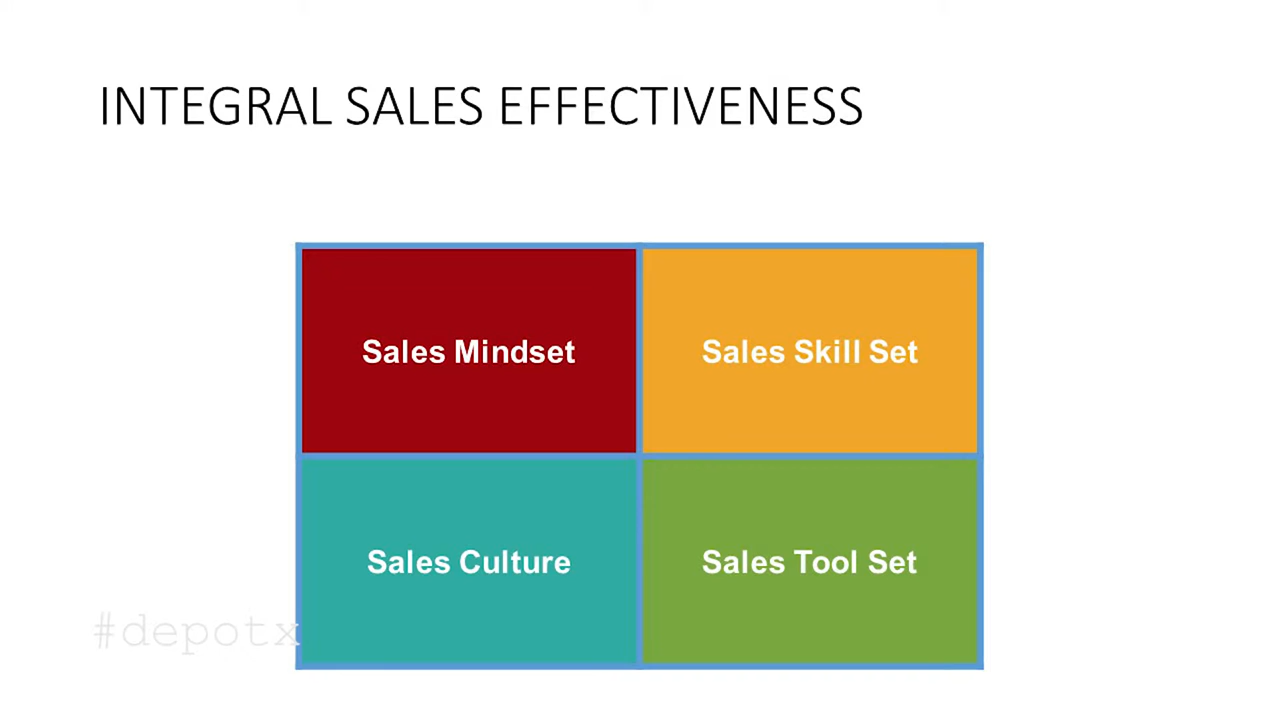 INTEGRAL SALES EFFECTIVENESS
Sales Mindset
Sales Skill Set
Sales Culture
Sales Tool Set
#depotx